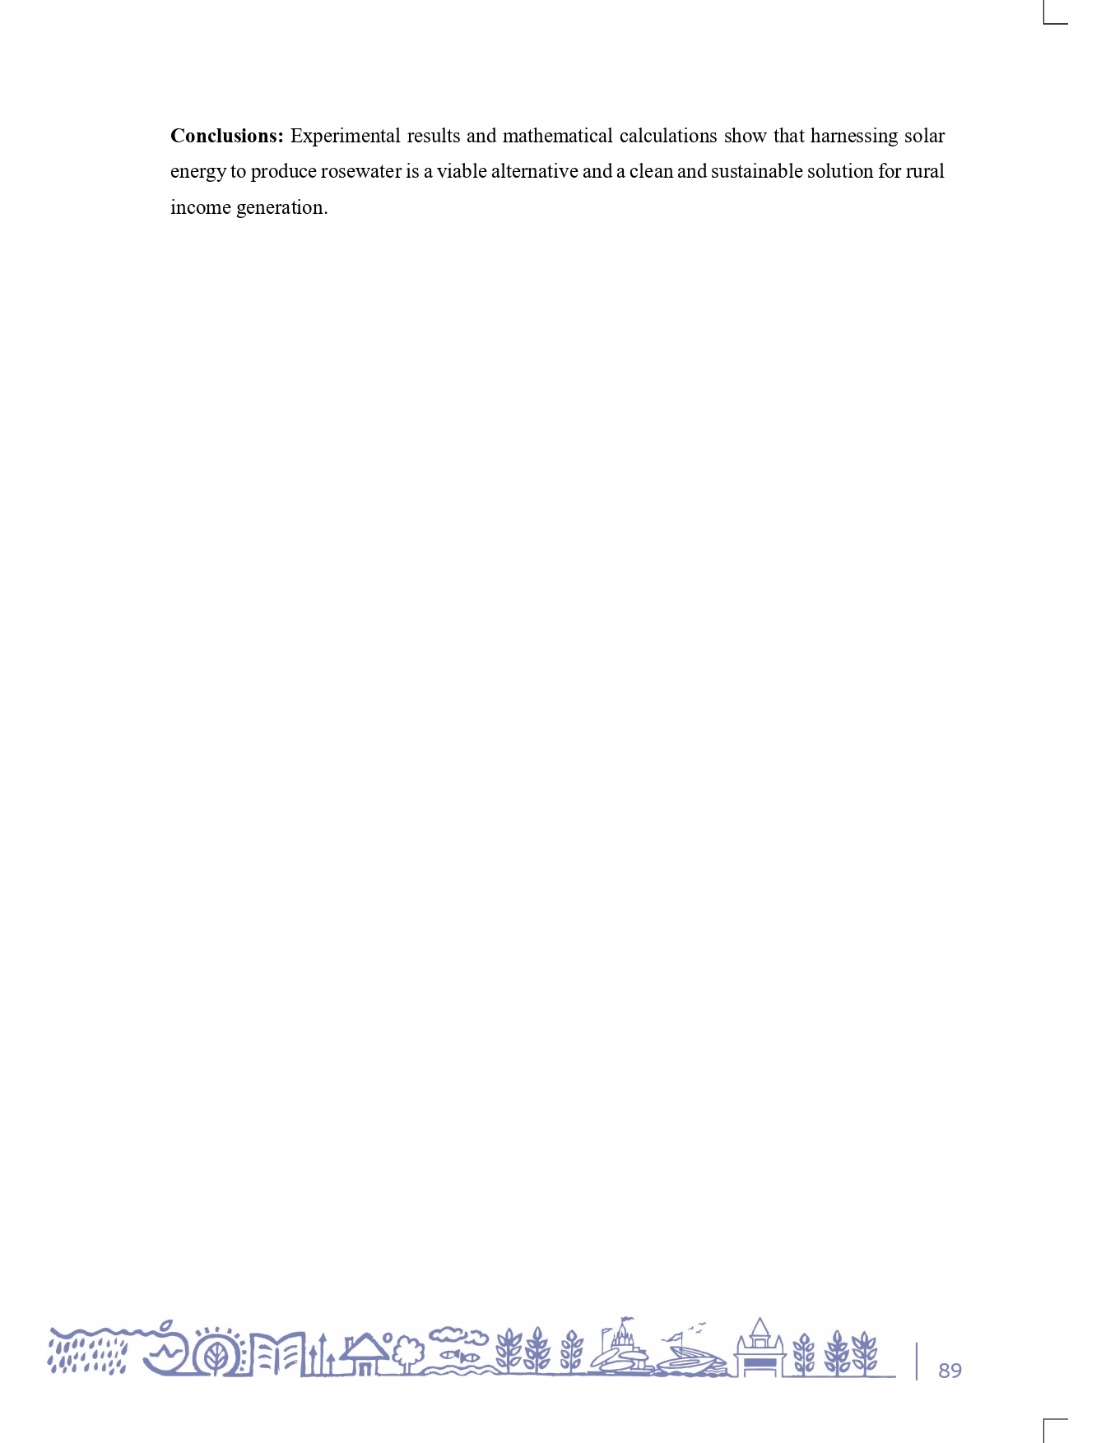 Conclusions: Experimental results and mathematical calculations show that harnessing solar
energy to produce rosewater is a viable alternative and a clean and sustainable solution for rural
income generation.
89